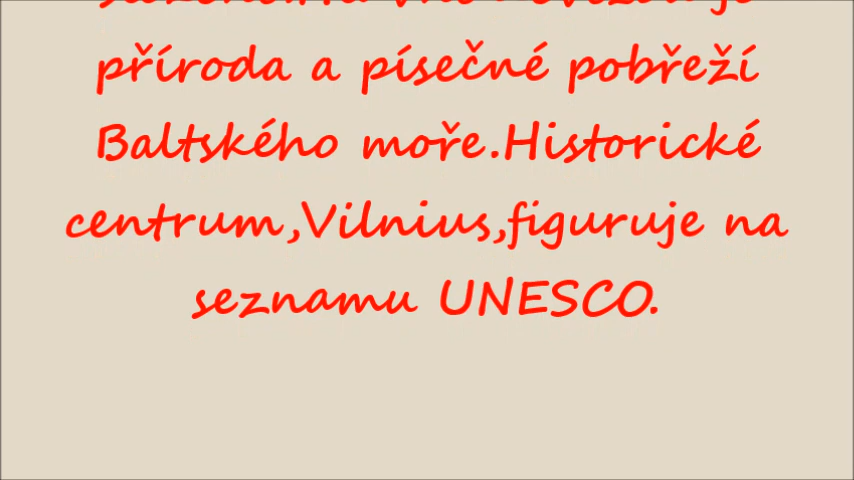 příroda a písečné pobřeží
Baltského moře.Historické
centrum,Vilnius,figuruje na
seznamu UNESCO.